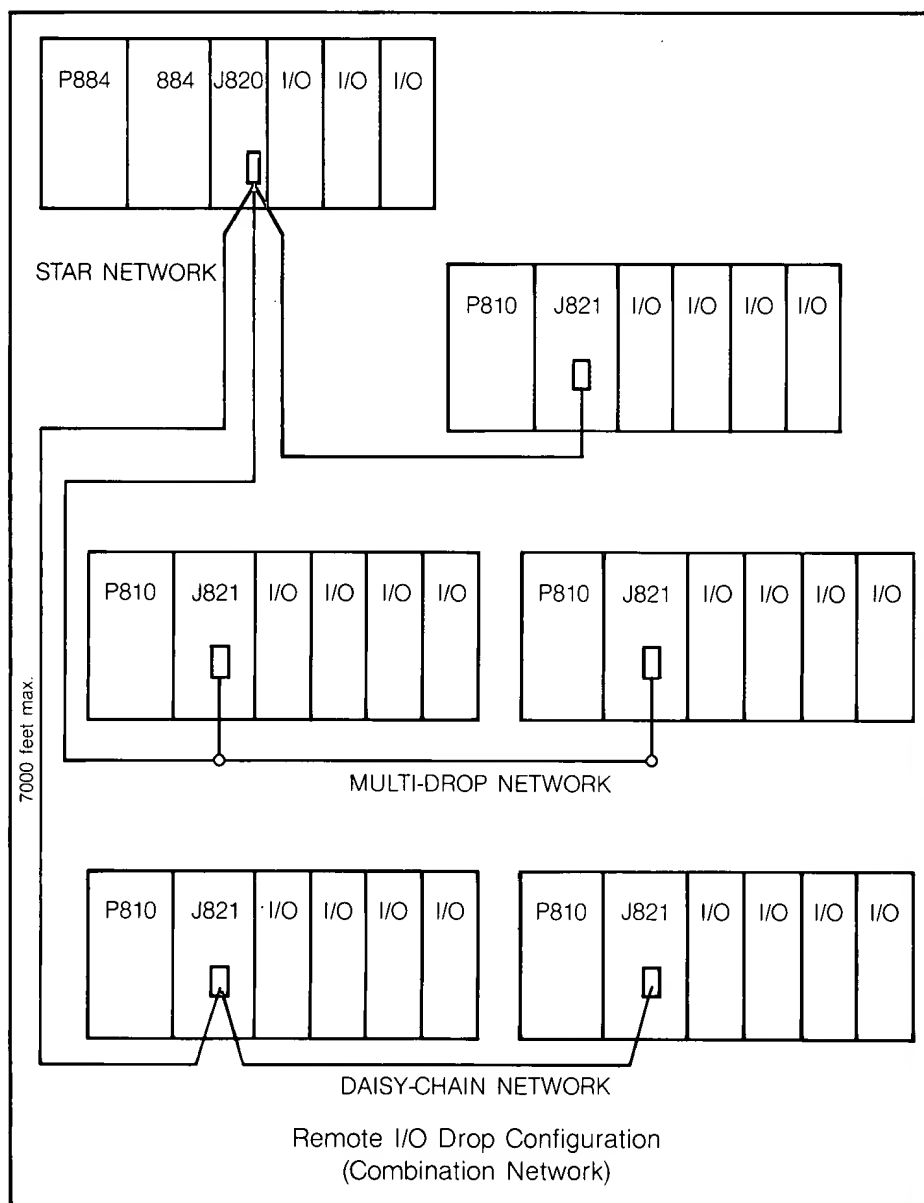 P884 884 J820 I/O I/O I/O
STAR NETWORK
P810 J821 I/O I/O I/O I/O
P810 J821 I/O I/O I/O I/O
P810 J821 I/O I/O I/O I/O
7000 feet max.
MULTI-DROP NETWORK
P810 J821 I/O I/O I/O I/O
P810 J821 I/O I/O I/O I/O
DAISY-CHAIN NETWORK
Remote I/O Drop Configuration
(Combination Network)